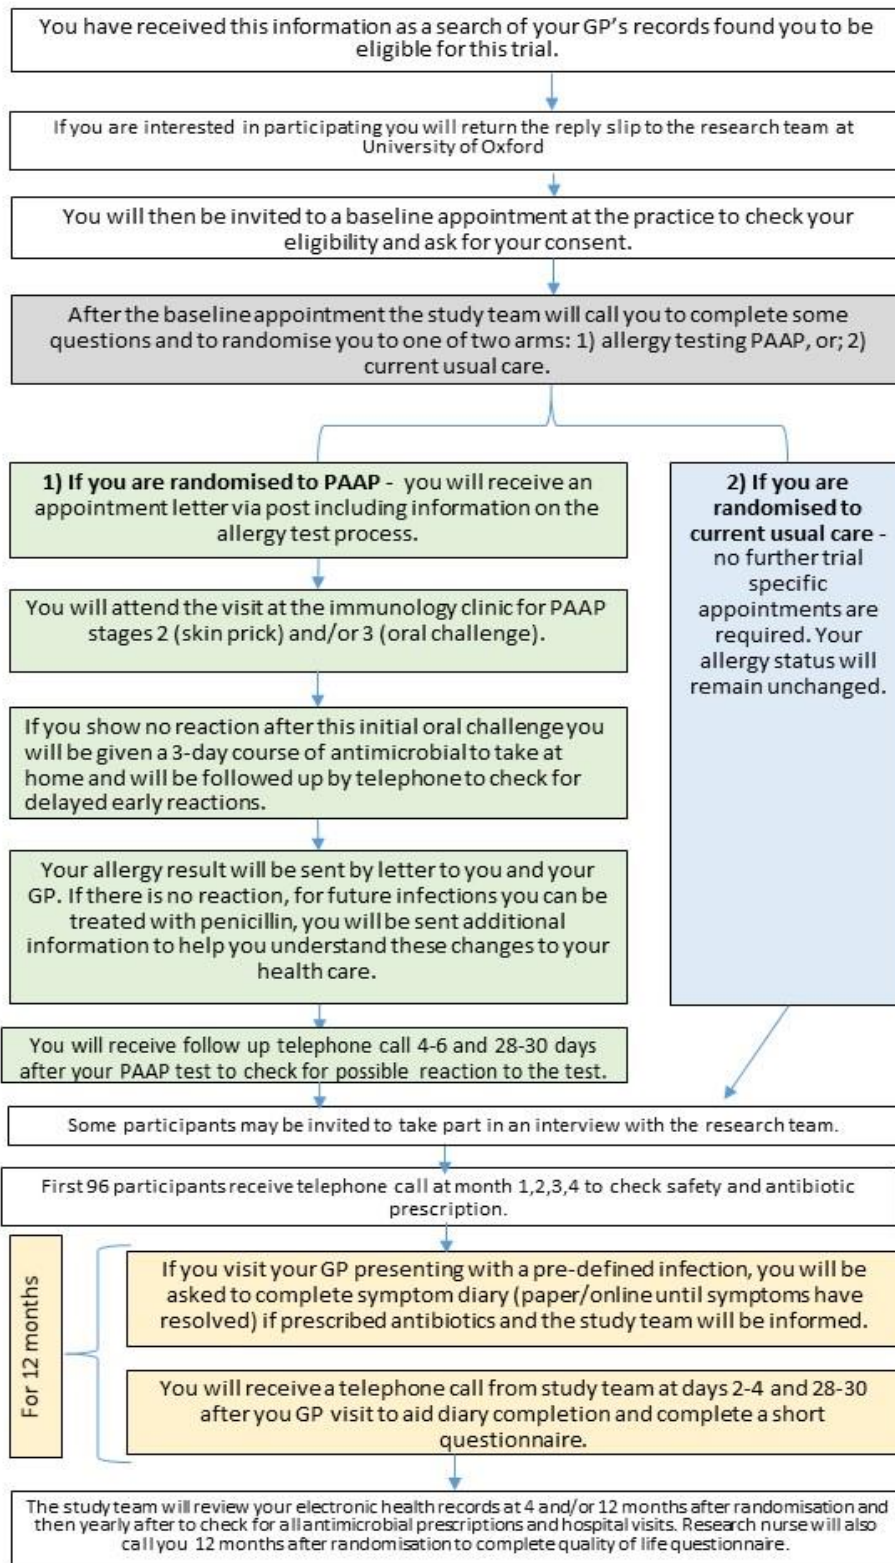 You have received this information as a search of your GP's records found you to be
eligible for this trial.
If you are interested in participating you will return the reply slip to the research team at
University of Oxford
You will then be invited to a baseline appointment at the practice to check your
eligibility and ask for your consent.
After the baseline appointment the study team will call you to complete some
questions and to randomise you to one of two arms: 1) allergy testing PAAP, or; 2)
current usual care.
1) If you are randomised to PAAP - you will receive an
appointment letter via post including information on the
allergy test process.
You will attend the visit at the immunology clinic for PAAP
stages 2 (skin prick) and/or 3 (oral challenge).
If you show no reaction after this initial oral challenge you
will be given a 3-day course of antimicrobial to take at
home and will be followed up by telephone to check for
delayed early reactions.
Your allergy result will be sent by letter to you and your
GP. If there is no reaction, for future infections you can be
treated with penicillin, you will be sent additional
information to help you understand these changes to your
health care.
You will receive follow up telephone call 4-6 and 28-30 days
after your PAAP test to check for possible reaction to the test.
2) If you are
randomised to
current usual care -
no further trial
specific
appointments are
required. Your
allergy status will
remain unchanged.
Some participants may be invited to take part in an interview with the research team.
First 96 participants receive telephone call at month 1,2,3,4 to check safety and antibiotic
prescription.
For 12 months
If you visit your GP presenting with a pre-defined infection, you will be
asked to complete symptom diary (paper/online until symptoms have
resolved) if prescribed antibiotics and the study team will be informed.
You will receive a telephone call from study team at days 2-4 and 28-30
after you GP visit to aid diary completion and complete a short
questionnaire.
The study team will review your electronic health records at 4 and/or 12 months after randomisation and
then yearly after to check for all antimicrobial prescriptions and hospital visits. Research nurse will also
call you 12 months after randomisation to complete quality of life questionnaire.